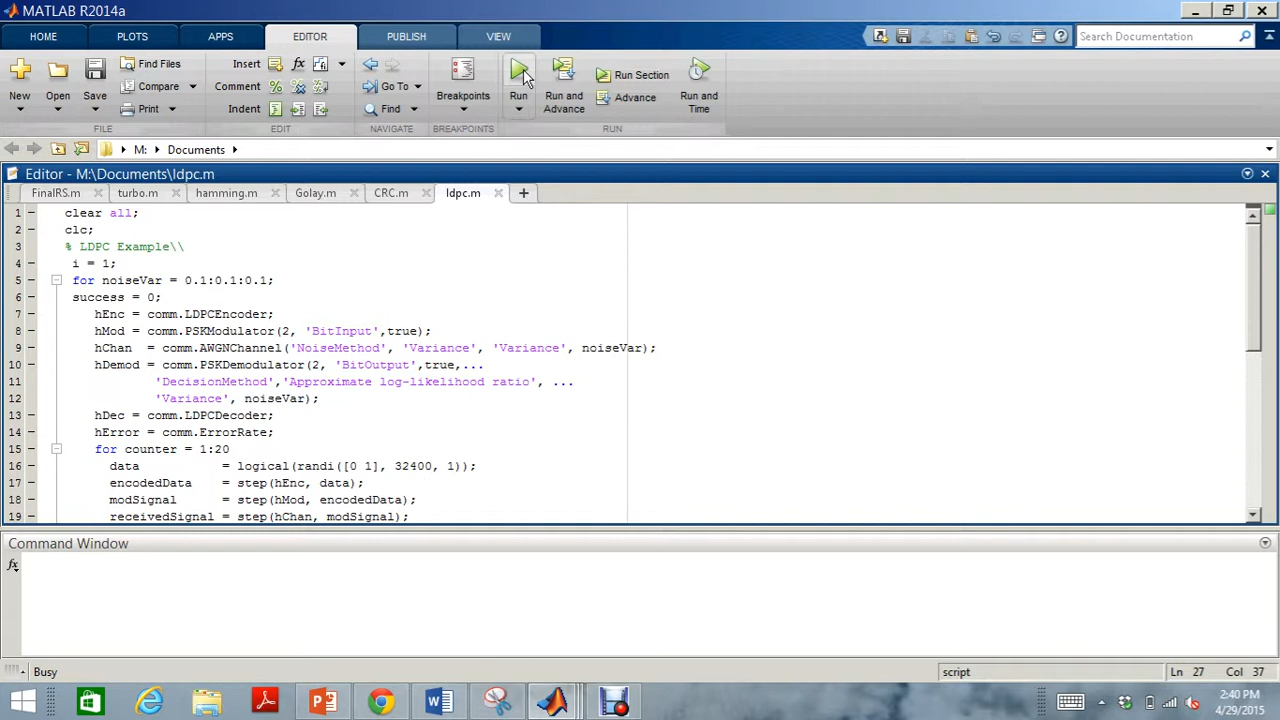 MATLAB R2014a
HOME PLOTS APPS EDITOR PUBLISH VIEW
Search Documentation
New Open Save Find Files Compare Print
FILE
Insert fx
Comment
Indent
EDIT
Go To Find
NAVIGATE
Breakpoints
BREAKPOINTS
Run Run and Advance Run Section Advance Run and Time
RUN
M: Documents
Editor - M:\Documents\ldpc.m
FinalRS.m turbo.m hamming.m Golay.m CRC.m ldpc.m
1 clear all;
2 clc;
3 % LDPC Example\\
4 i = 1;
5 for noiseVar = 0.1:0.1:0.1;
6 success = 0;
7 hEnc = comm.LDPCEncoder;
8 hMod = comm.PSKModulator(2, 'BitInput',true);
9 hChan = comm.AWGNChannel('NoiseMethod', 'Variance', 'Variance', noiseVar);
10 hDemod = comm.PSKDemodulator(2, 'BitOutput',true,...
11 'DecisionMethod','Approximate log-likelihood ratio', ...
12 'Variance', noiseVar);
13 hDec = comm.LDPCDecoder;
14 hError = comm.ErrorRate;
15 for counter = 1:20
16 data = logical(randi([0 1], 32400, 1));
17 encodedData = step(hEnc, data);
18 modSignal = step(hMod, encodedData);
19 receivedSignal = step(hChan, modSignal);
Command Window
fx
Busy
script Ln 27 Col 37
2:40 PM
4/29/2015